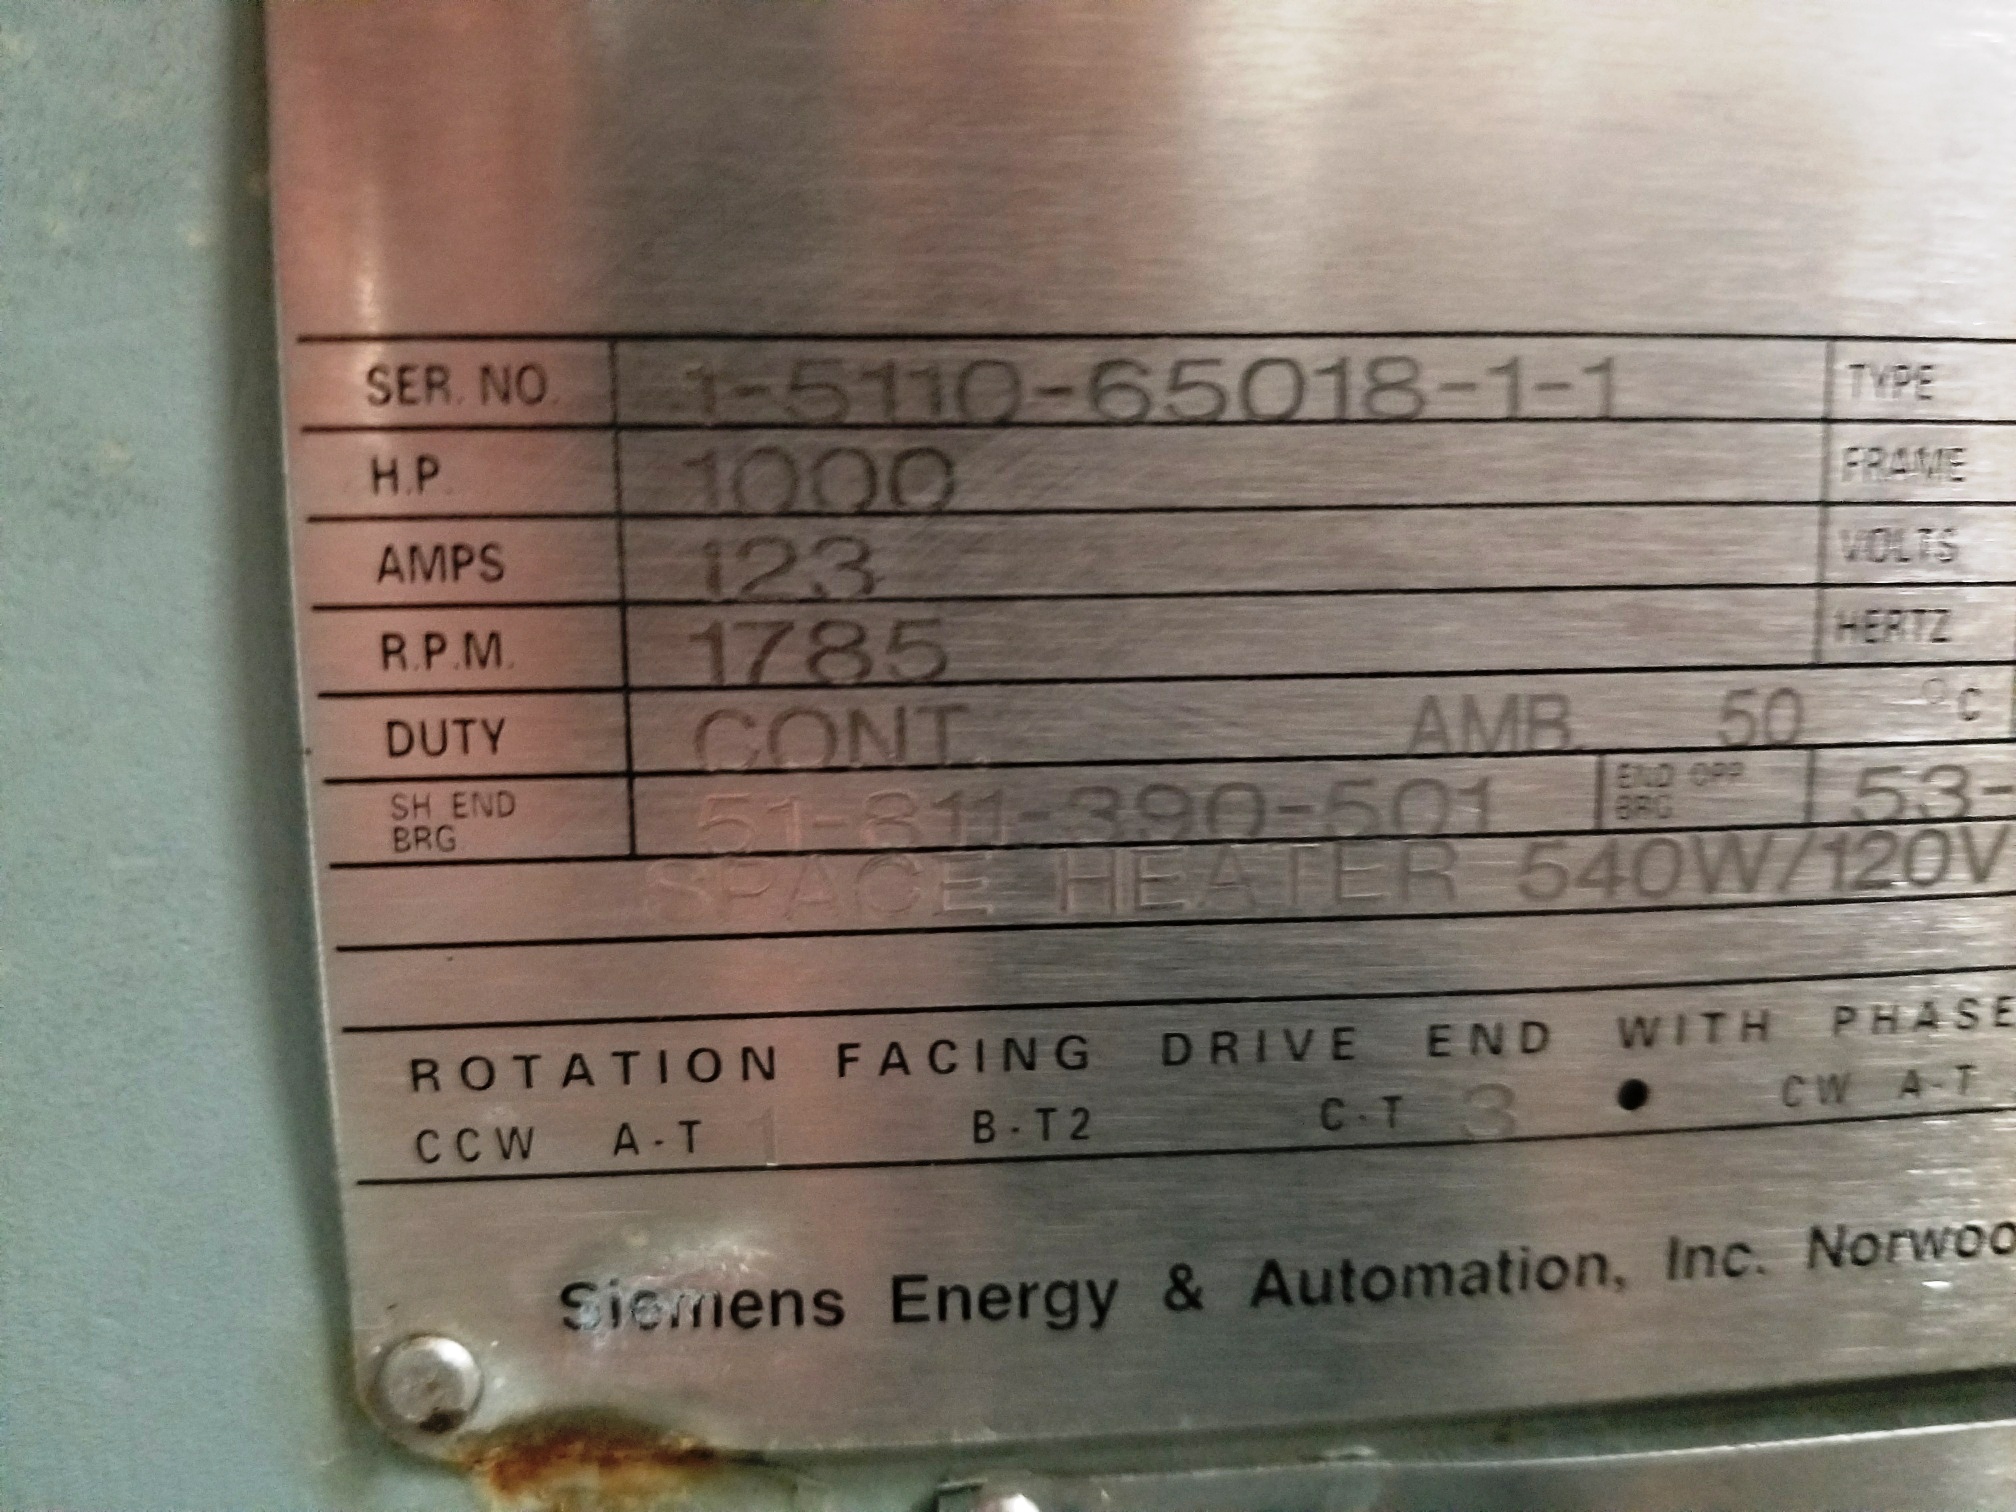 SER. NO. 1-5110-65018-1-1 TYPE
H.P. 1000 FRAME
AMPS 123 VOLTS
R.P.M. 1785 HERTZ
DUTY CONT. AMB. 50 °C
SH END BRG. 51-811-390-501 END OPP BRG 53-
SPACE HEATER 540W/120V
ROTATION FACING DRIVE END WITH PHASE
CCW A-T 1 B-T2 C-T 3 ● CW A-T
Siemens Energy & Automation, Inc. Norwoo